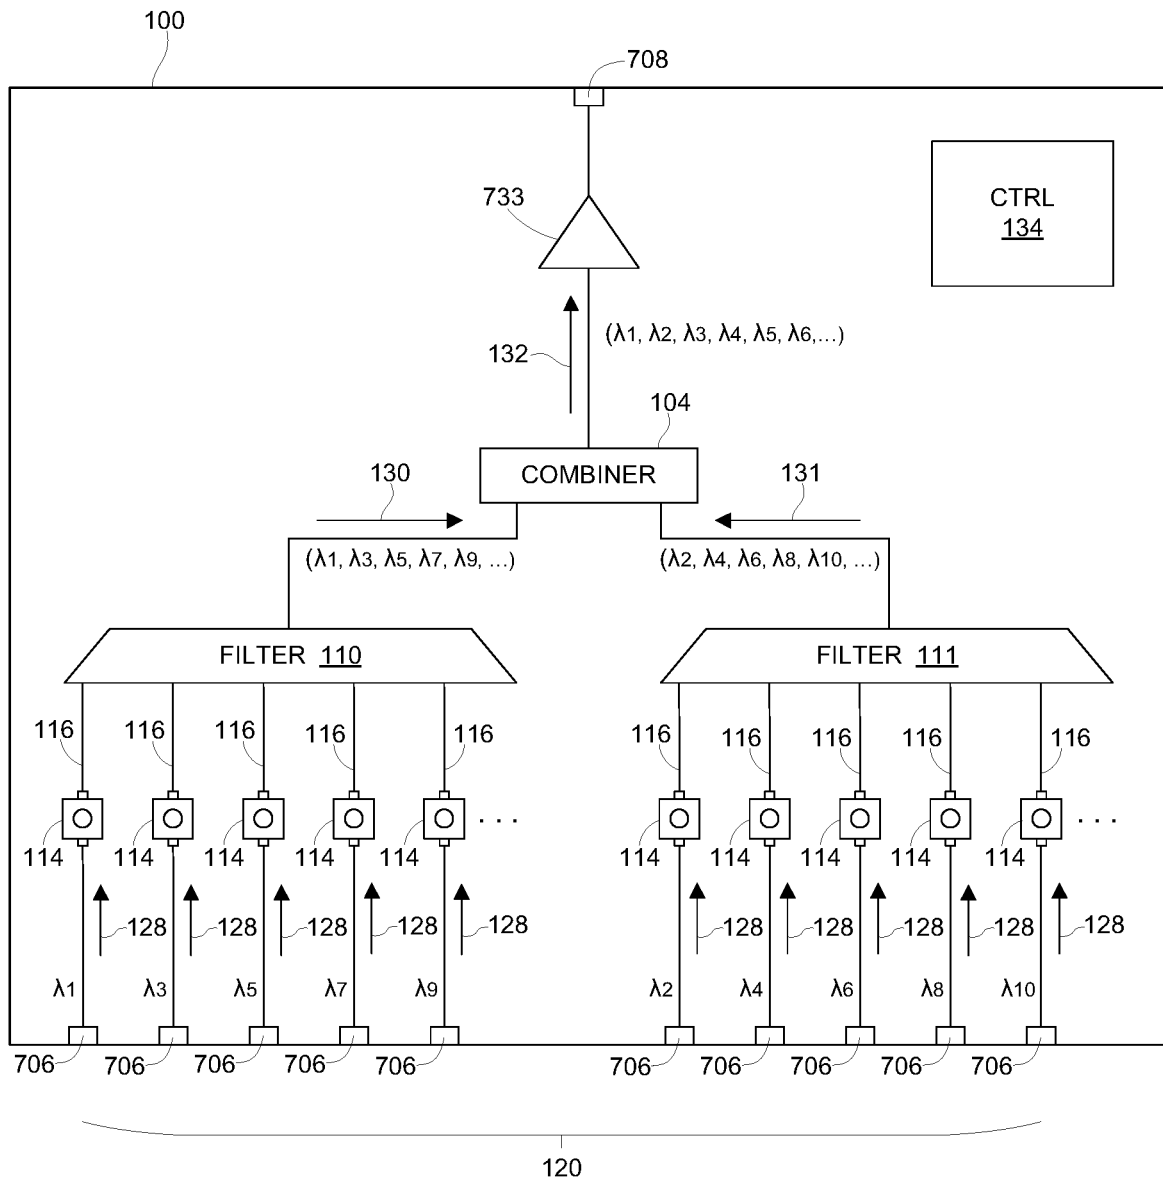 100
708
733
CTRL
134
132
(λ1, λ2, λ3, λ4, λ5, λ6,...)
104
COMBINER
130
131
(λ1, λ3, λ5, λ7, λ9, ...)
(λ2, λ4, λ6, λ8, λ10, ...)
FILTER 110
FILTER 111
116 116 116 116 116
116 116 116 116 116
. . .
. . .
114 114 114 114 114
114 114 114 114 114
128 128 128 128 128
128 128 128 128 128
λ1 λ3 λ5 λ7 λ9
λ2 λ4 λ6 λ8 λ10
706 706 706 706 706
706 706 706 706 706
120